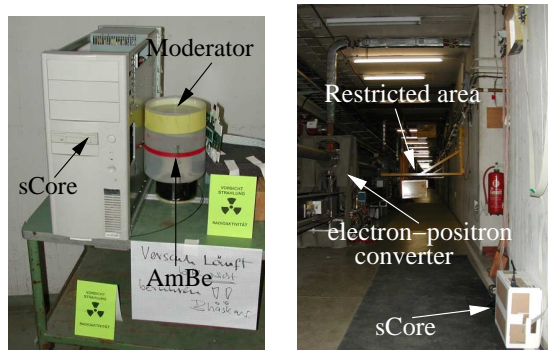 Moderator
sCore
AmBe
VORSICHT
STRAHLUNG
RADIOAKTIVITÄT
Versuch läuft
VORSICHT
STRAHLUNG
RADIOAKTIVITÄT
Restricted area
electron-positron
converter
sCore